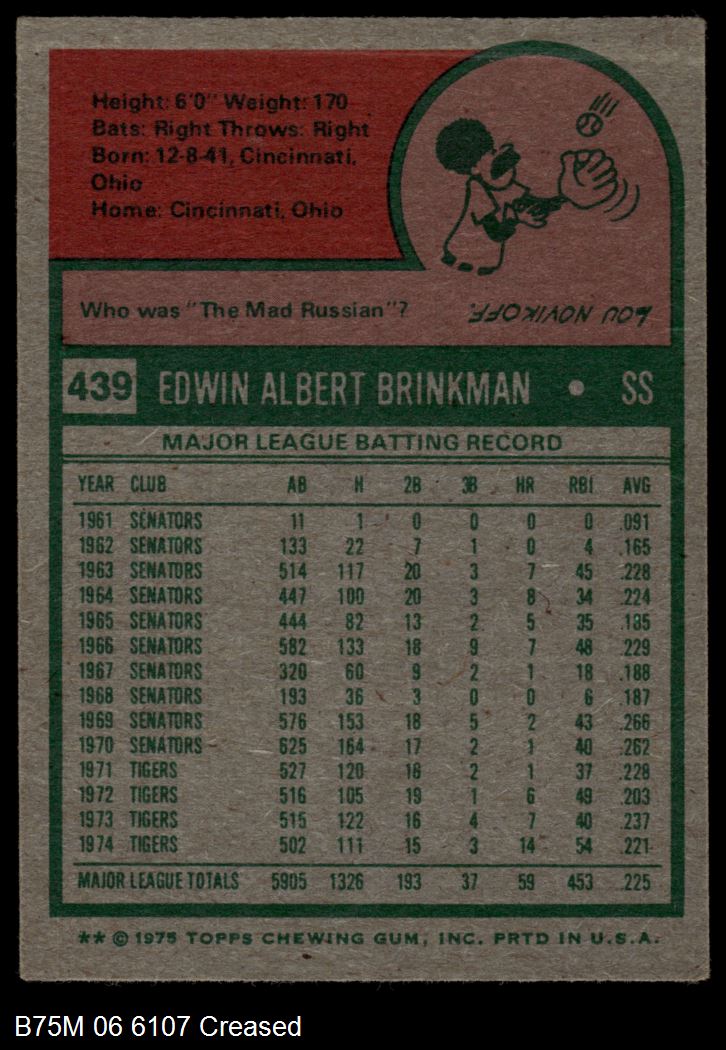 Height: 6'0" Weight: 170
Bats: Right Throws: Right
Born: 12-8-41, Cincinnati,
Ohio
Home: Cincinnati, Ohio
Who was "The Mad Russian"? LOU NOVIKOFF.
439 EDWIN ALBERT BRINKMAN • SS
MAJOR LEAGUE BATTING RECORD
YEAR CLUB AB H 2B 3B HR RBI AVG
1961 SENATORS 11 1 0 0 0 0 .091
1962 SENATORS 133 22 7 1 0 4 .165
1963 SENATORS 514 117 20 3 7 45 .228
1964 SENATORS 447 100 20 3 8 34 .224
1965 SENATORS 444 82 13 2 5 35 .185
1966 SENATORS 582 133 18 9 7 48 .229
1967 SENATORS 320 60 9 2 1 18 .188
1968 SENATORS 193 36 3 0 0 6 .187
1969 SENATORS 576 153 18 5 2 43 .266
1970 SENATORS 625 164 17 2 1 40 .262
1971 TIGERS 527 120 18 2 1 37 .228
1972 TIGERS 516 105 19 1 6 49 .203
1973 TIGERS 515 122 16 4 7 40 .237
1974 TIGERS 502 111 15 3 14 54 .221
MAJOR LEAGUE TOTALS 5905 1326 193 37 59 453 .225
** © 1975 TOPPS CHEWING GUM, INC. PRTD IN U.S.A.
B75M 06 6107 Creased